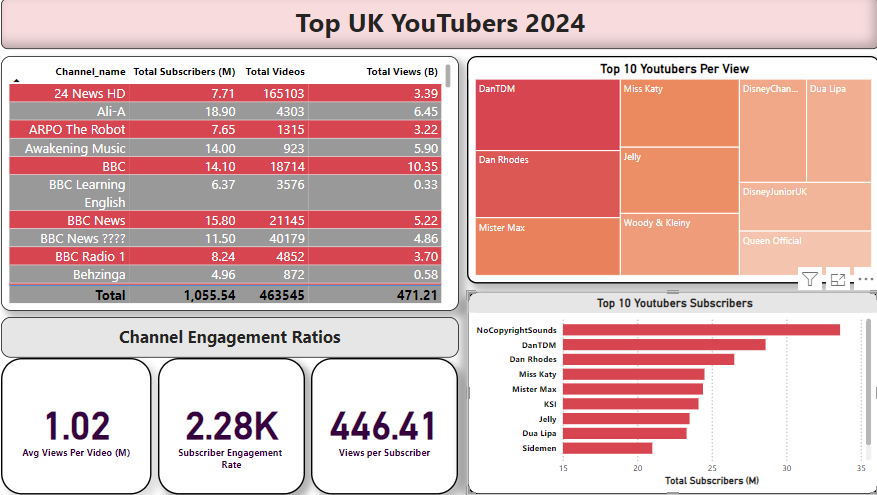 Top UK YouTubers 2024
Channel_name Total Subscribers (M) Total Videos Total Views (B)
24 News HD 7.71 165103 3.39
Ali-A 18.90 4303 6.45
ARPO The Robot 7.65 1315 3.22
Awakening Music 14.00 923 5.90
BBC 14.10 18714 10.35
BBC Learning English 6.37 3576 0.33
BBC News 15.80 21145 5.22
BBC News ???? 11.50 40179 4.86
BBC Radio 1 8.24 4852 3.70
Behzinga 4.96 872 0.58
Total 1,055.54 463545 471.21
Top 10 Youtubers Per View
DanTDM
Dan Rhodes
Mister Max
Miss Katy
Jelly
Woody & Kleiny
DisneyChan...
Dua Lipa
DisneyJuniorUK
Queen Official
Channel Engagement Ratios
1.02
Avg Views Per Video (M)
2.28K
Subscriber Engagement
Rate
446.41
Views per Subscriber
Top 10 Youtubers Subscribers
NoCopyrightSounds
DanTDM
Dan Rhodes
Miss Katy
Mister Max
KSI
Jelly
Dua Lipa
Sidemen
15 20 25 30 35
Total Subscribers (M)